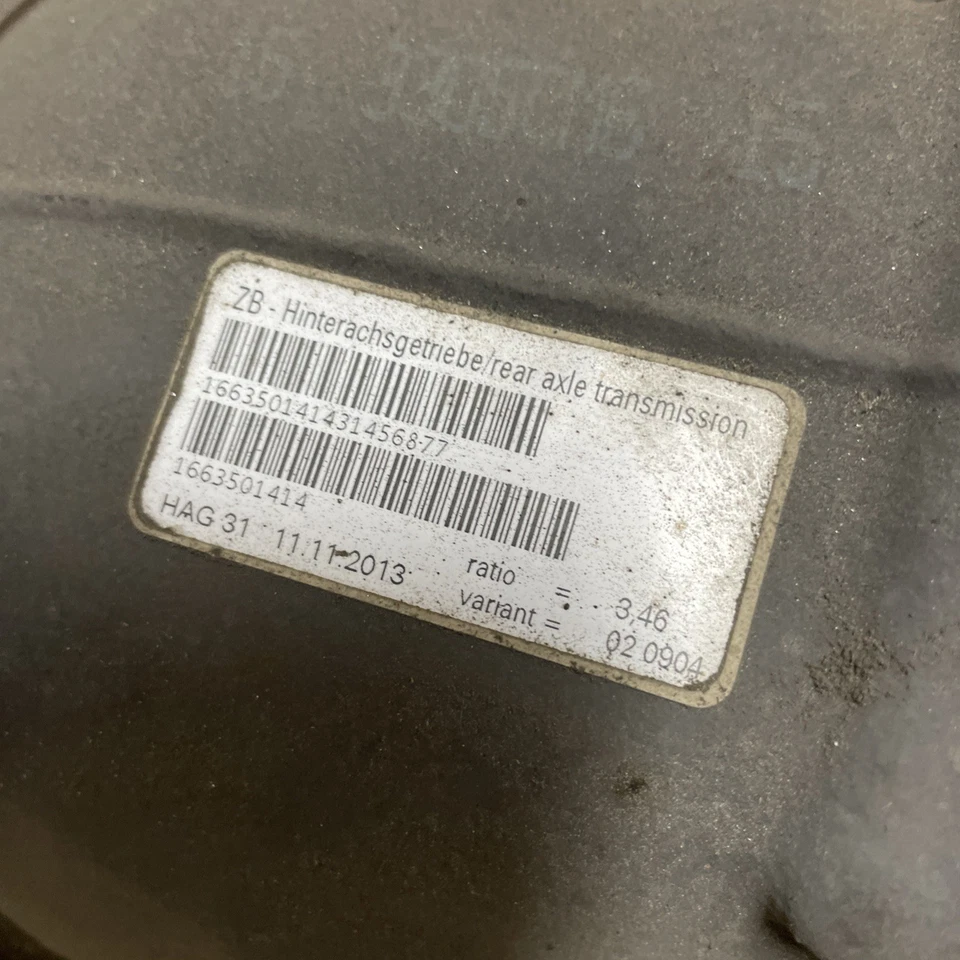 ZB - Hinterachsgetriebe/rear axle transmission
166350141431456877
1663501414
HAG 31 11.11.2013
ratio = 3,46
variant = 02 0904